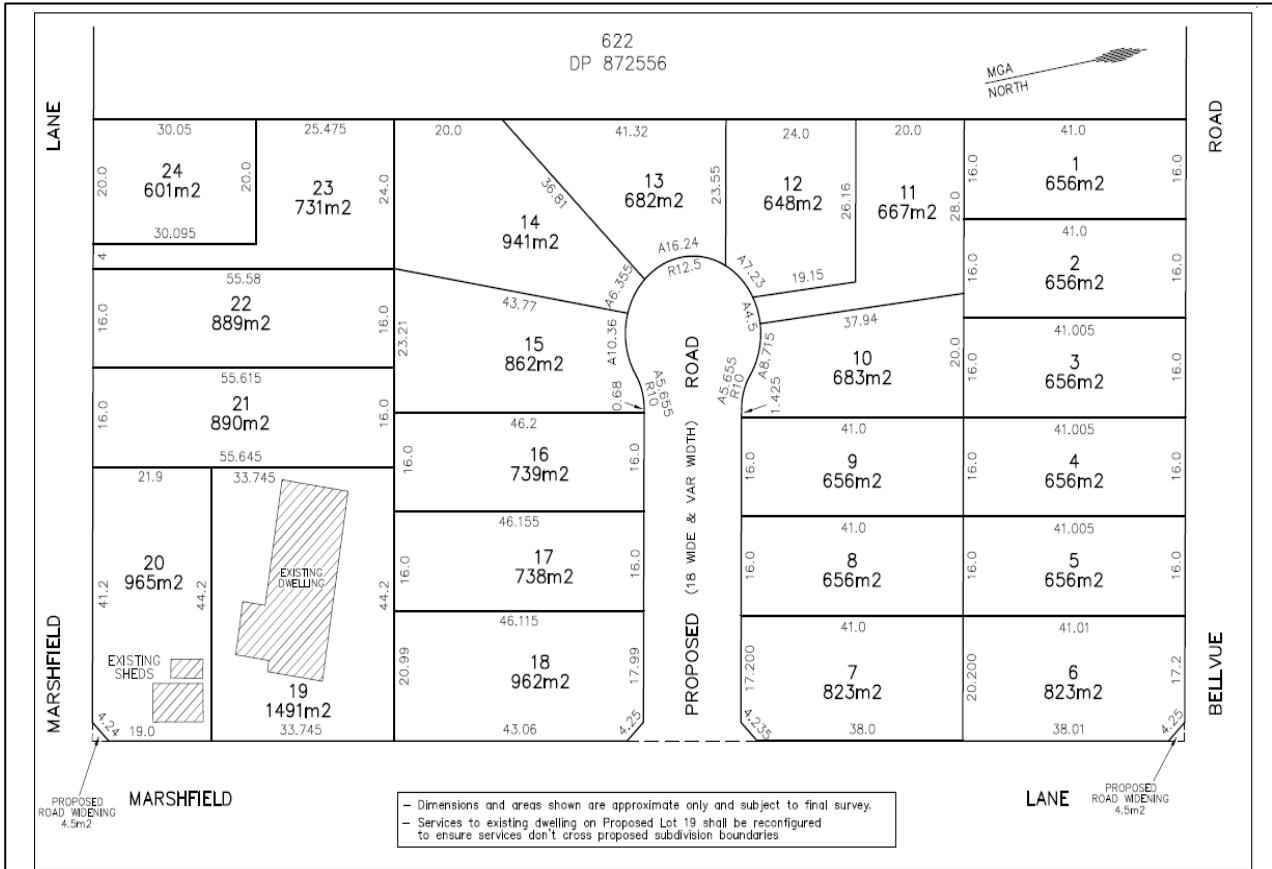 622
DP 872556
MGA
NORTH
LANE
ROAD
30.05
25.475
20.0
41.32
24.0
20.0
41.0
20.0
24
601m2
20.0
23
731m2
24.0
36.81
13
682m2
23.55
12
648m2
26.16
11
667m2
28.0
16.0
1
656m2
16.0
14
941m2
30.095
4
41.0
A16.24
R12.5
A6.355
A7.23
19.15
16.0
2
656m2
16.0
55.58
43.77
A4.5
37.94
41.005
16.0
22
889m2
16.0
23.21
15
862m2
A10.36
A5.655
R10
0.68
ROAD
A5.655
R10
A8.715
1.425
10
683m2
20.0
16.0
3
656m2
16.0
55.615
16.0
21
890m2
16.0
55.645
46.2
41.0
41.005
16.0
16
739m2
16.0
16.0
9
656m2
16.0
4
656m2
16.0
21.9
33.745
46.155
41.0
41.005
16.0
17
738m2
16.0
(18 WIDE & VAR WIDTH)
16.0
8
656m2
16.0
5
656m2
16.0
20
965m2
41.2
44.2
EXISTING
DWELLING
44.2
46.115
41.0
41.01
20.99
18
962m2
17.99
PROPOSED
17.200
7
823m2
20.200
6
823m2
17.2
EXISTING
SHEDS
19
1491m2
MARSHFIELD
BELLVUE
4.24
19.0
33.745
43.06
4.25
4.235
38.0
38.01
4.25
PROPOSED
ROAD WIDENING
4.5m2
MARSHFIELD
LANE
PROPOSED
ROAD WIDENING
4.5m2
– Dimensions and areas shown are approximate only and subject to final survey.
– Services to existing dwelling on Proposed Lot 19 shall be reconfigured
to ensure services don't cross proposed subdivision boundaries